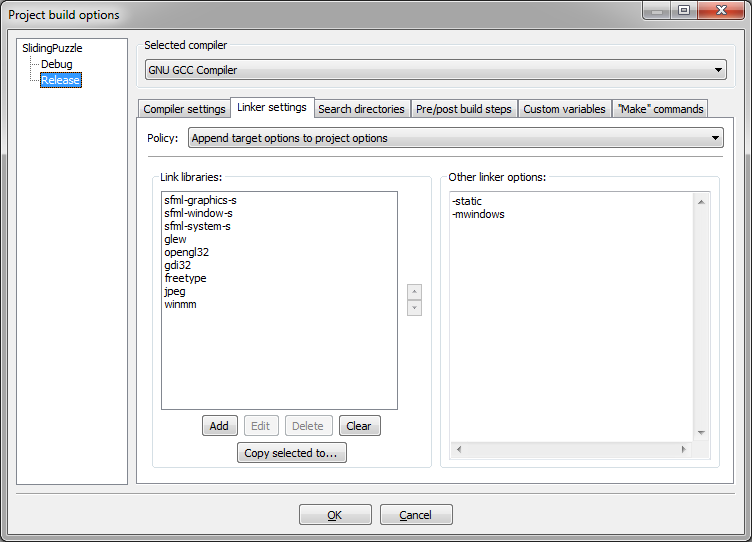 Project build options
SlidingPuzzle
Debug
Release
Selected compiler
GNU GCC Compiler
Compiler settings
Linker settings
Search directories
Pre/post build steps
Custom variables
"Make" commands
Policy:
Append target options to project options
Link libraries:
sfml-graphics-s
sfml-window-s
sfml-system-s
glew
opengl32
gdi32
freetype
jpeg
winmm
Add
Edit
Delete
Clear
Copy selected to...
Other linker options:
-static
-mwindows
OK
Cancel